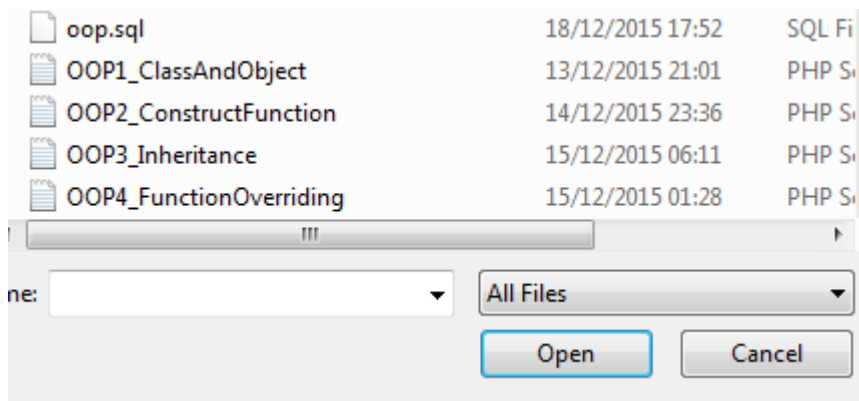 oop.sql 18/12/2015 17:52 SQL Fi
OOP1_ClassAndObject 13/12/2015 21:01 PHP S
OOP2_ConstructFunction 14/12/2015 23:36 PHP S
OOP3_Inheritance 15/12/2015 06:11 PHP S
OOP4_FunctionOverriding 15/12/2015 01:28 PHP S
ne: All Files
Open Cancel